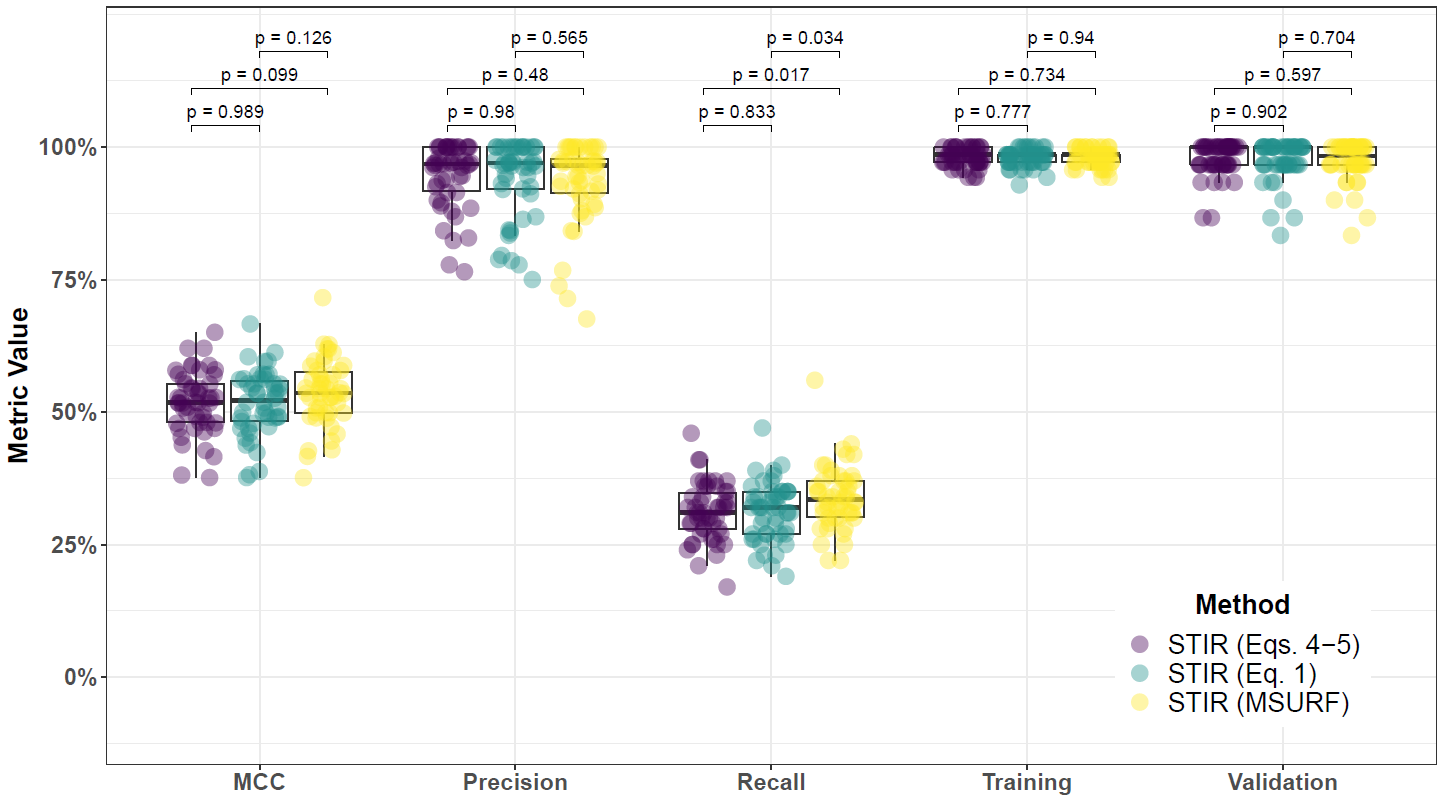 p = 0.126
p = 0.099
p = 0.989
p = 0.565
p = 0.48
p = 0.98
p = 0.034
p = 0.017
p = 0.833
p = 0.94
p = 0.734
p = 0.777
p = 0.704
p = 0.597
p = 0.902
Metric Value
100%
75%
50%
25%
0%
Method
STIR (Eqs. 4−5)
STIR (Eq. 1)
STIR (MSURF)
MCC
Precision
Recall
Training
Validation